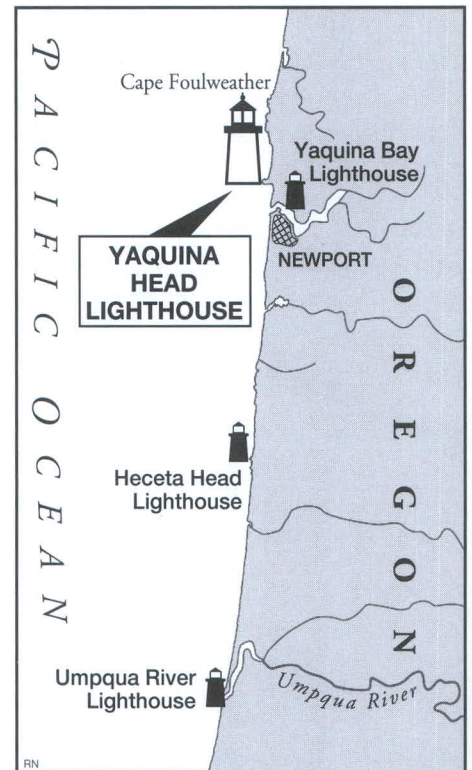 PACIFIC OCEAN
Cape Foulweather
Yaquina Bay
Lighthouse
YAQUINA
HEAD
LIGHTHOUSE
NEWPORT
OREGON
Heceta Head
Lighthouse
Umpqua River
Lighthouse
Umpqua River
RN